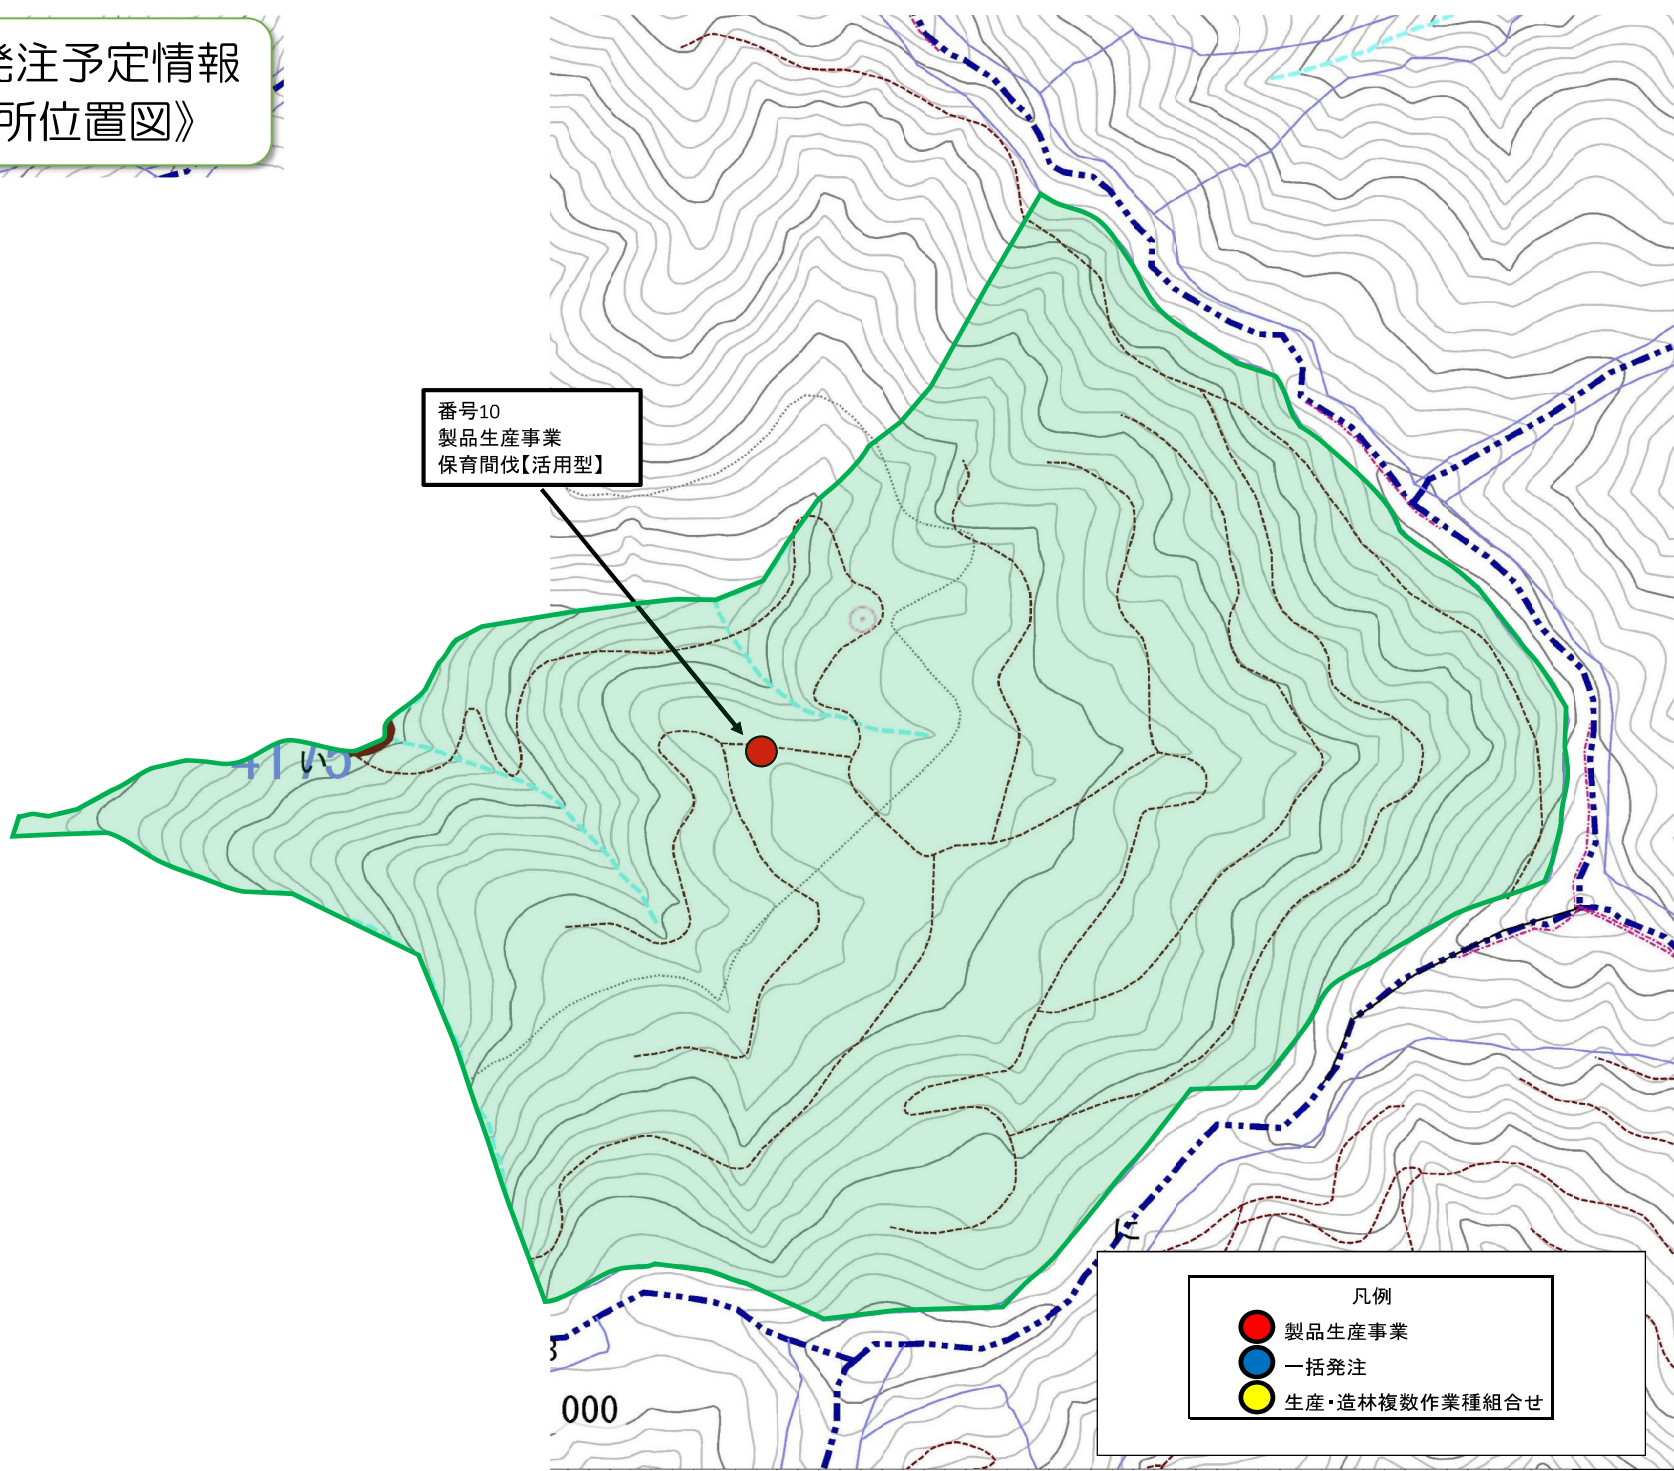 発注予定情報
所位置図》
番号10
製品生産事業
保育間伐【活用型】
い
に
000
凡例
製品生産事業
一括発注
生産・造林複数作業種組合せ